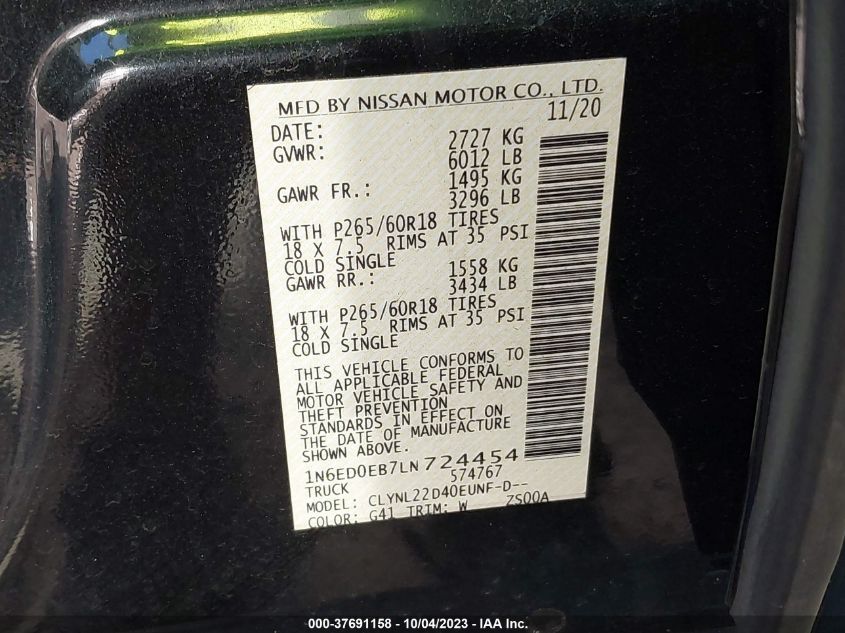 MFD BY NISSAN MOTOR CO., LTD.
DATE: 11/20
GVWR: 2727 KG
6012 LB
GAWR FR.: 1495 KG
3296 LB
WITH P265/60R18 TIRES
18 X 7.5 RIMS AT 35 PSI
COLD SINGLE
GAWR RR.: 1558 KG
3434 LB
WITH P265/60R18 TIRES
18 X 7.5 RIMS AT 35 PSI
COLD SINGLE
THIS VEHICLE CONFORMS TO
ALL APPLICABLE FEDERAL
MOTOR VEHICLE SAFETY AND
THEFT PREVENTION
STANDARDS IN EFFECT ON
THE DATE OF MANUFACTURE
SHOWN ABOVE.
1N6ED0EB7LN724454
TRUCK 574767
MODEL: CLYNL22D40EUNF-D--
COLOR: G41 TRIM: W ZS00A
000-37691158 - 10/04/2023 - IAA Inc.